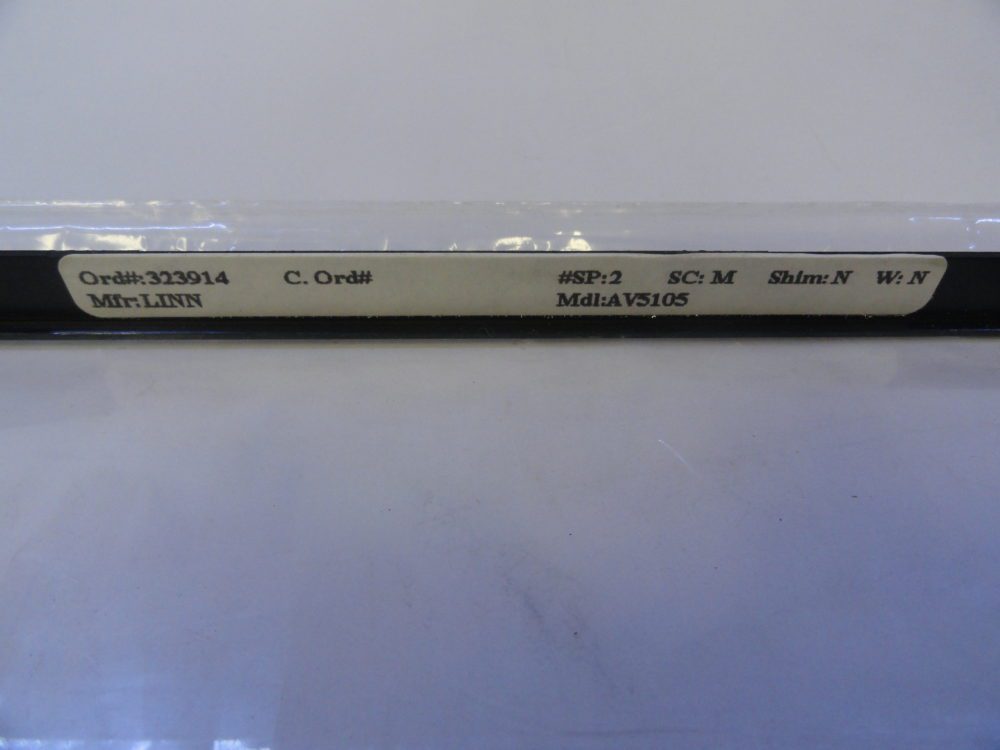 Ord#:323914 C. Ord# #SP:2 SC: M Shim: N W: N
Mfr:LINN Mdl:AV5105